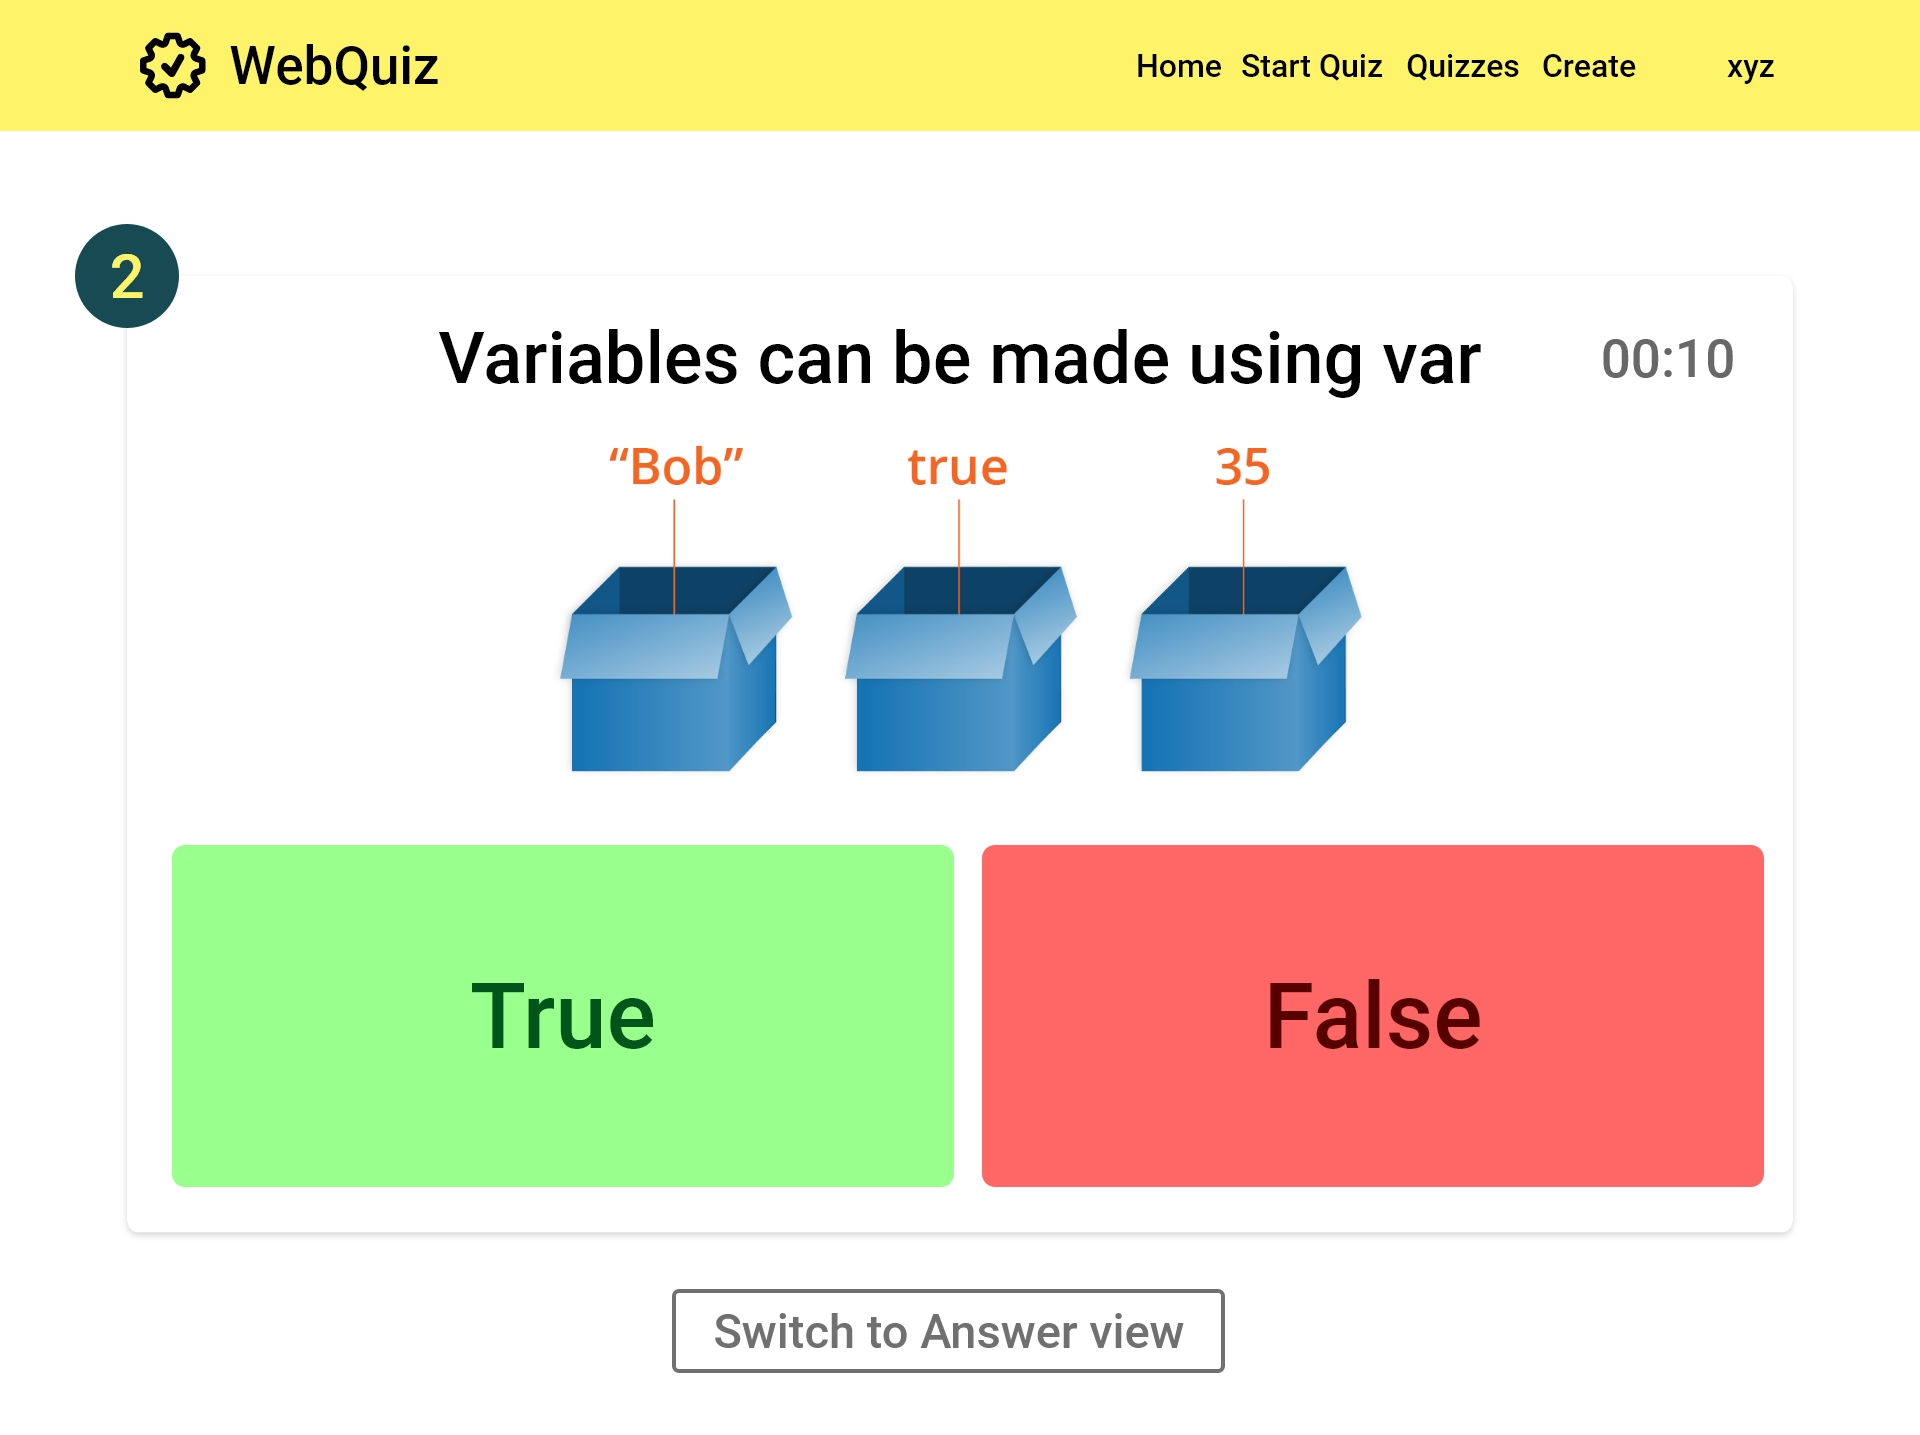 WebQuiz
Home Start Quiz Quizzes Create xyz
2
Variables can be made using var
00:10
“Bob” true 35
True
False
Switch to Answer view